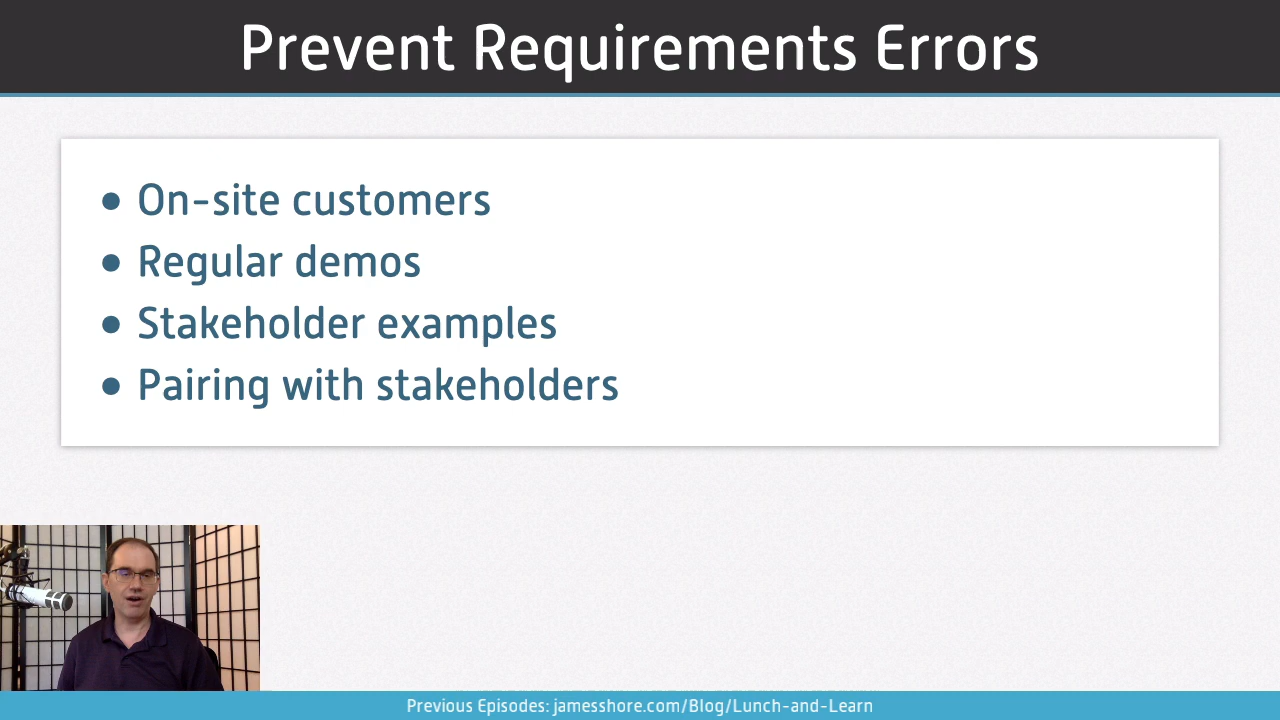 Prevent Requirements Errors
• On-site customers
• Regular demos
• Stakeholder examples
• Pairing with stakeholders
Previous Episodes: jamesshore.com/Blog/Lunch-and-Learn